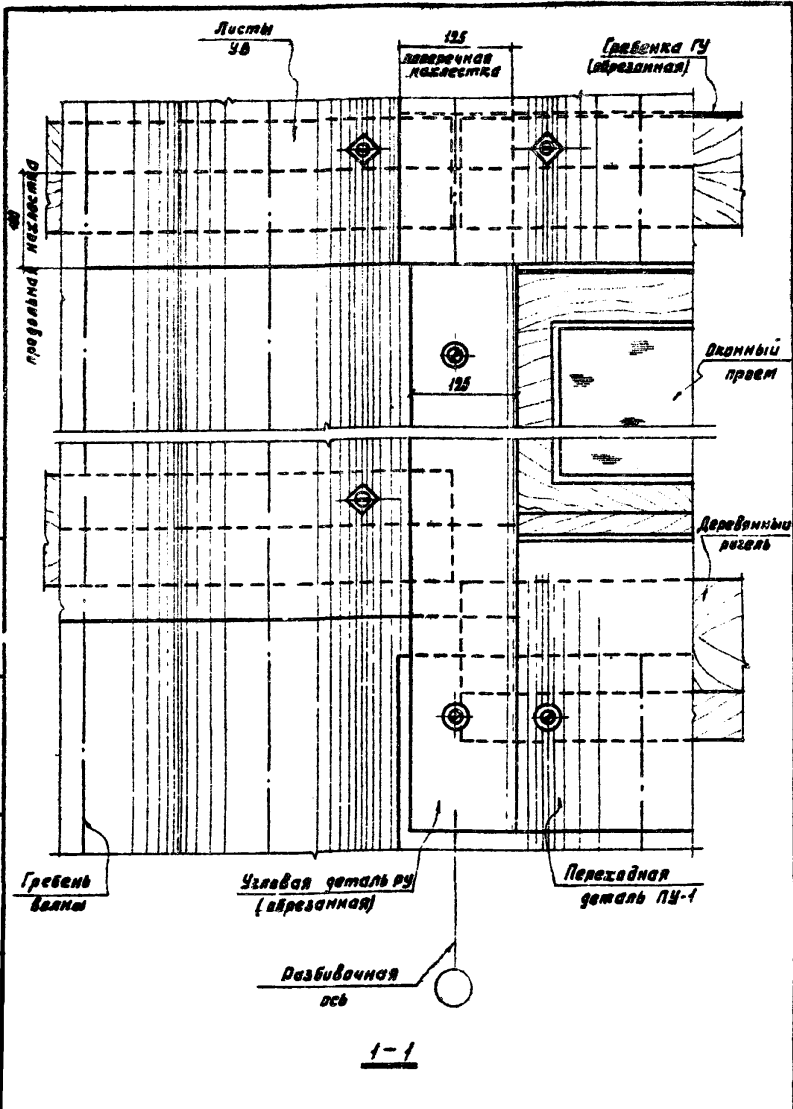 Листы
УВ
125
поперечная
нахлестка
Гребенка ГУ
(обрезанная)
продольная нахлестка
Оконный
проем
125
Деревянный
ригель
Гребень
волны
Угловая деталь РУ
(обрезанная)
Переходная
деталь ПУ-1
Разбивочная
ось
1-1